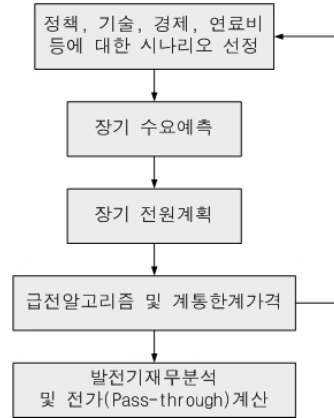 정책, 기술, 경제, 연료비
등에 대한 시나리오 선정
장기 수요예측
장기 전원계획
급전알고리즘 및 계통한계가격
발전기재무분석
및 전가(Pass-through)계산